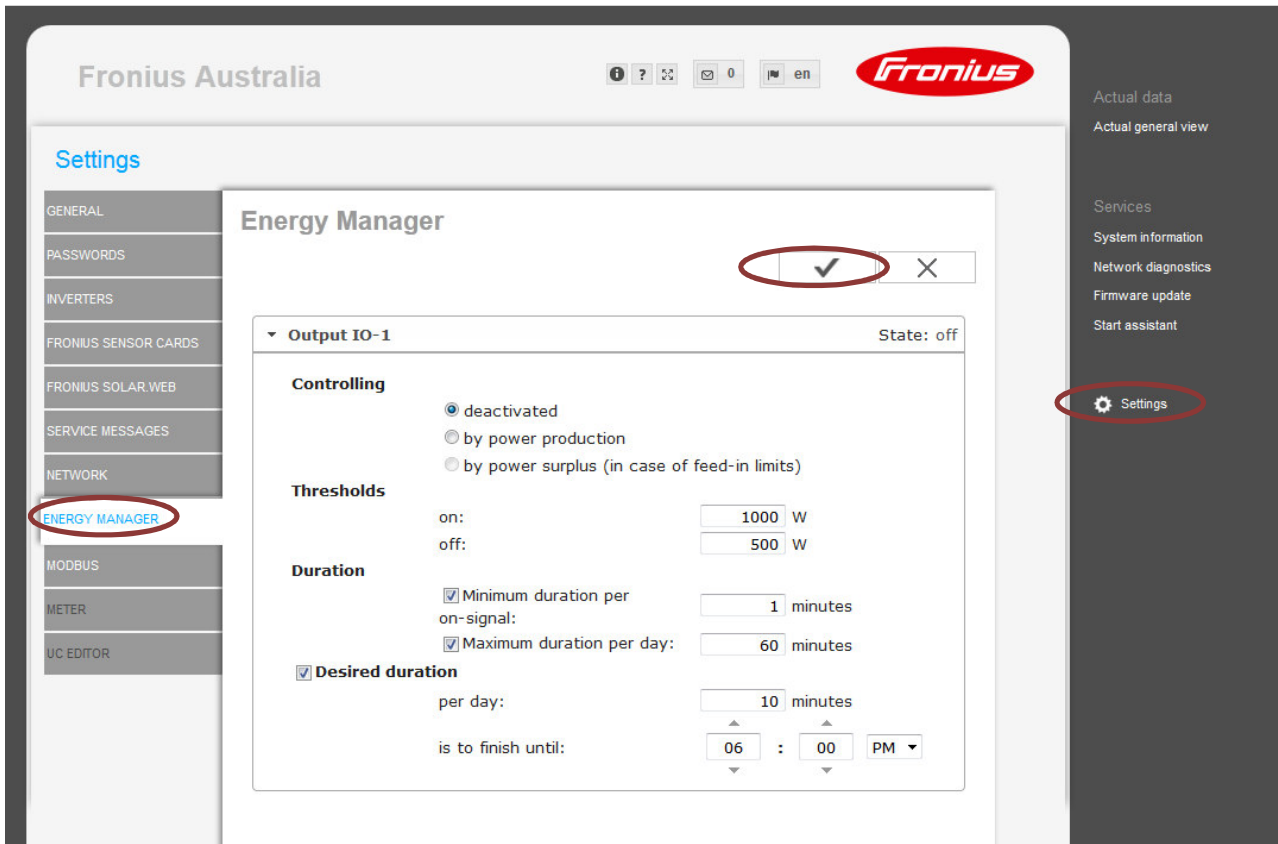 Fronius Australia
0
en
Fronius
Settings
GENERAL
PASSWORDS
INVERTERS
FRONIUS SENSOR CARDS
FRONIUS SOLAR.WEB
SERVICE MESSAGES
NETWORK
ENERGY MANAGER
MODBUS
METER
UC EDITOR
Energy Manager
Output IO-1 State: off
Controlling
deactivated
by power production
by power surplus (in case of feed-in limits)
Thresholds
on: 1000 W
off: 500 W
Duration
Minimum duration per
on-signal: 1 minutes
Maximum duration per day: 60 minutes
Desired duration
per day: 10 minutes
is to finish until: 06 : 00 PM
Actual data
Actual general view
Services
System information
Network diagnostics
Firmware update
Start assistant
Settings